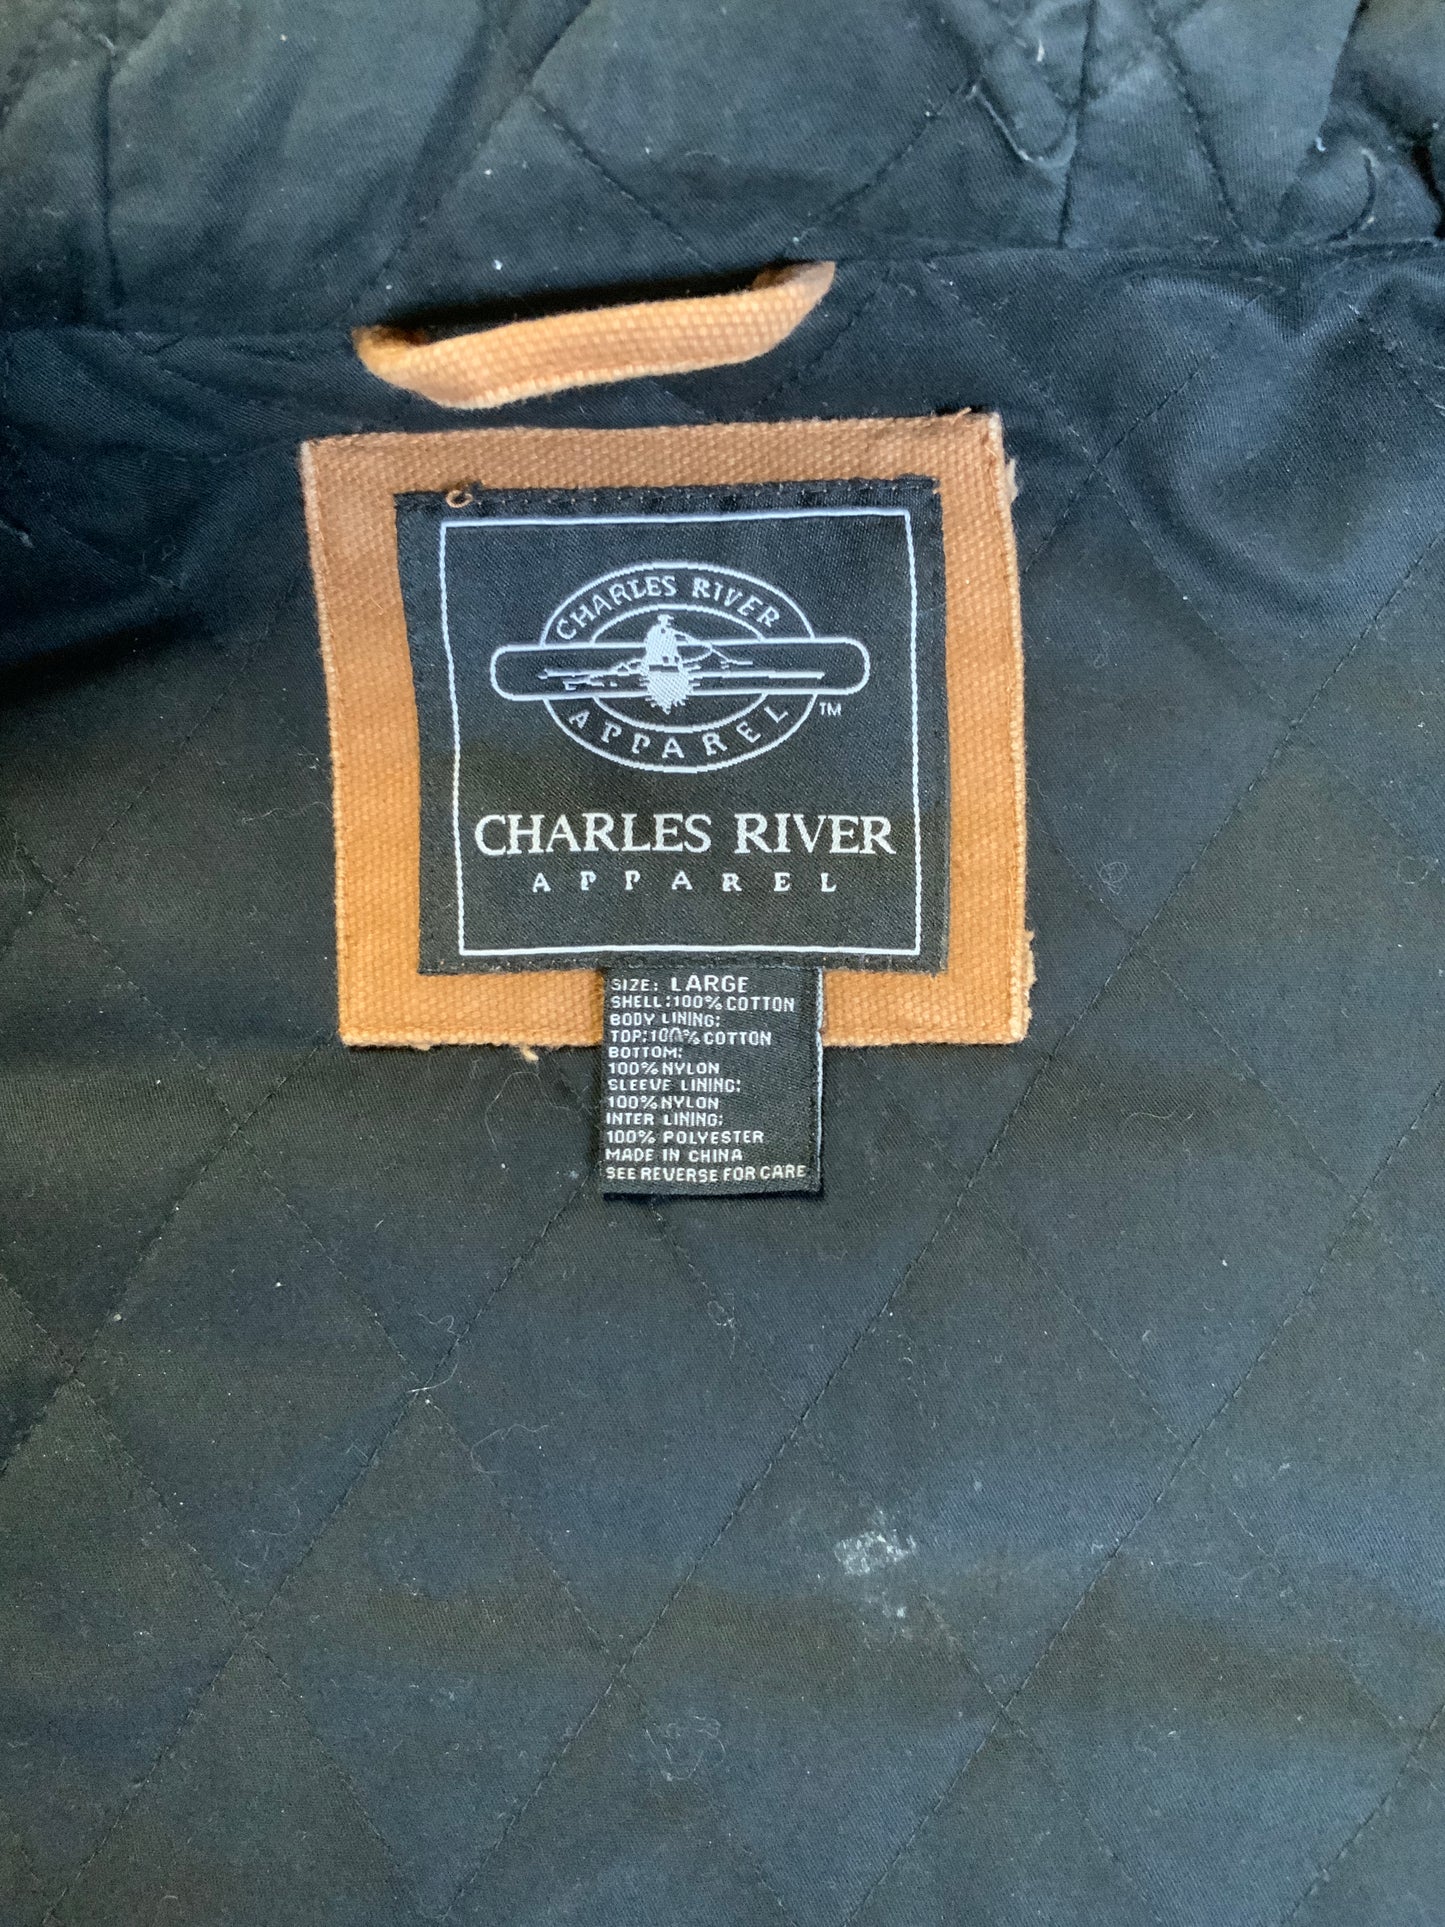 CHARLES RIVER
APPAREL
TM
CHARLES RIVER
APPAREL
SIZE: LARGE
SHELL:100% COTTON
BODY LINING:
TOP:100% COTTON
BOTTOM:
100% NYLON
SLEEVE LINING:
100% NYLON
INTER LINING:
100% POLYESTER
MADE IN CHINA
SEE REVERSE FOR CARE